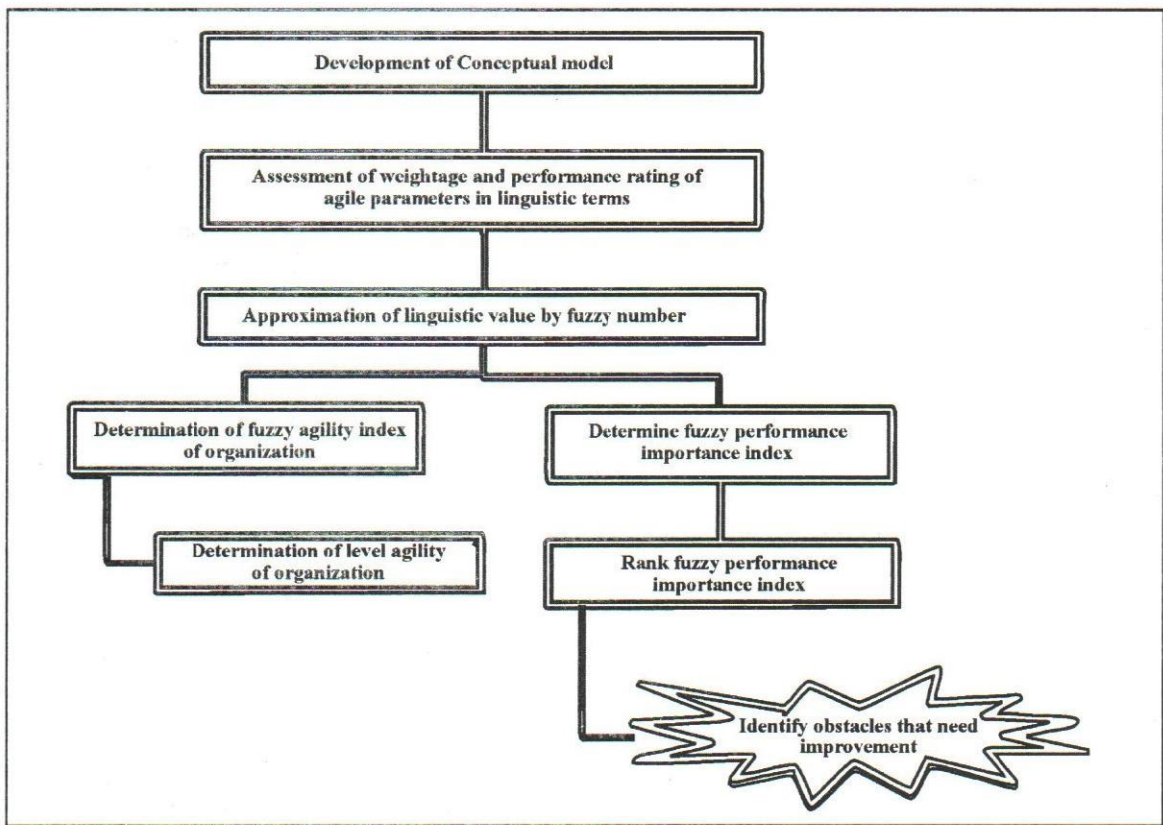 Development of Conceptual model
Assessment of weightage and performance rating of
agile parameters in linguistic terms
Approximation of linguistic value by fuzzy number
Determination of fuzzy agility index
of organization
Determine fuzzy performance
importance index
Determination of level agility
of organization
Rank fuzzy performance
importance index
Identify obstacles that need
improvement